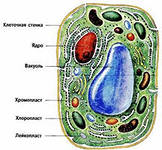 Клеточная стенка
Ядро
Вакуоль
Хромопласт
Хлоропласт
Лейкопласт